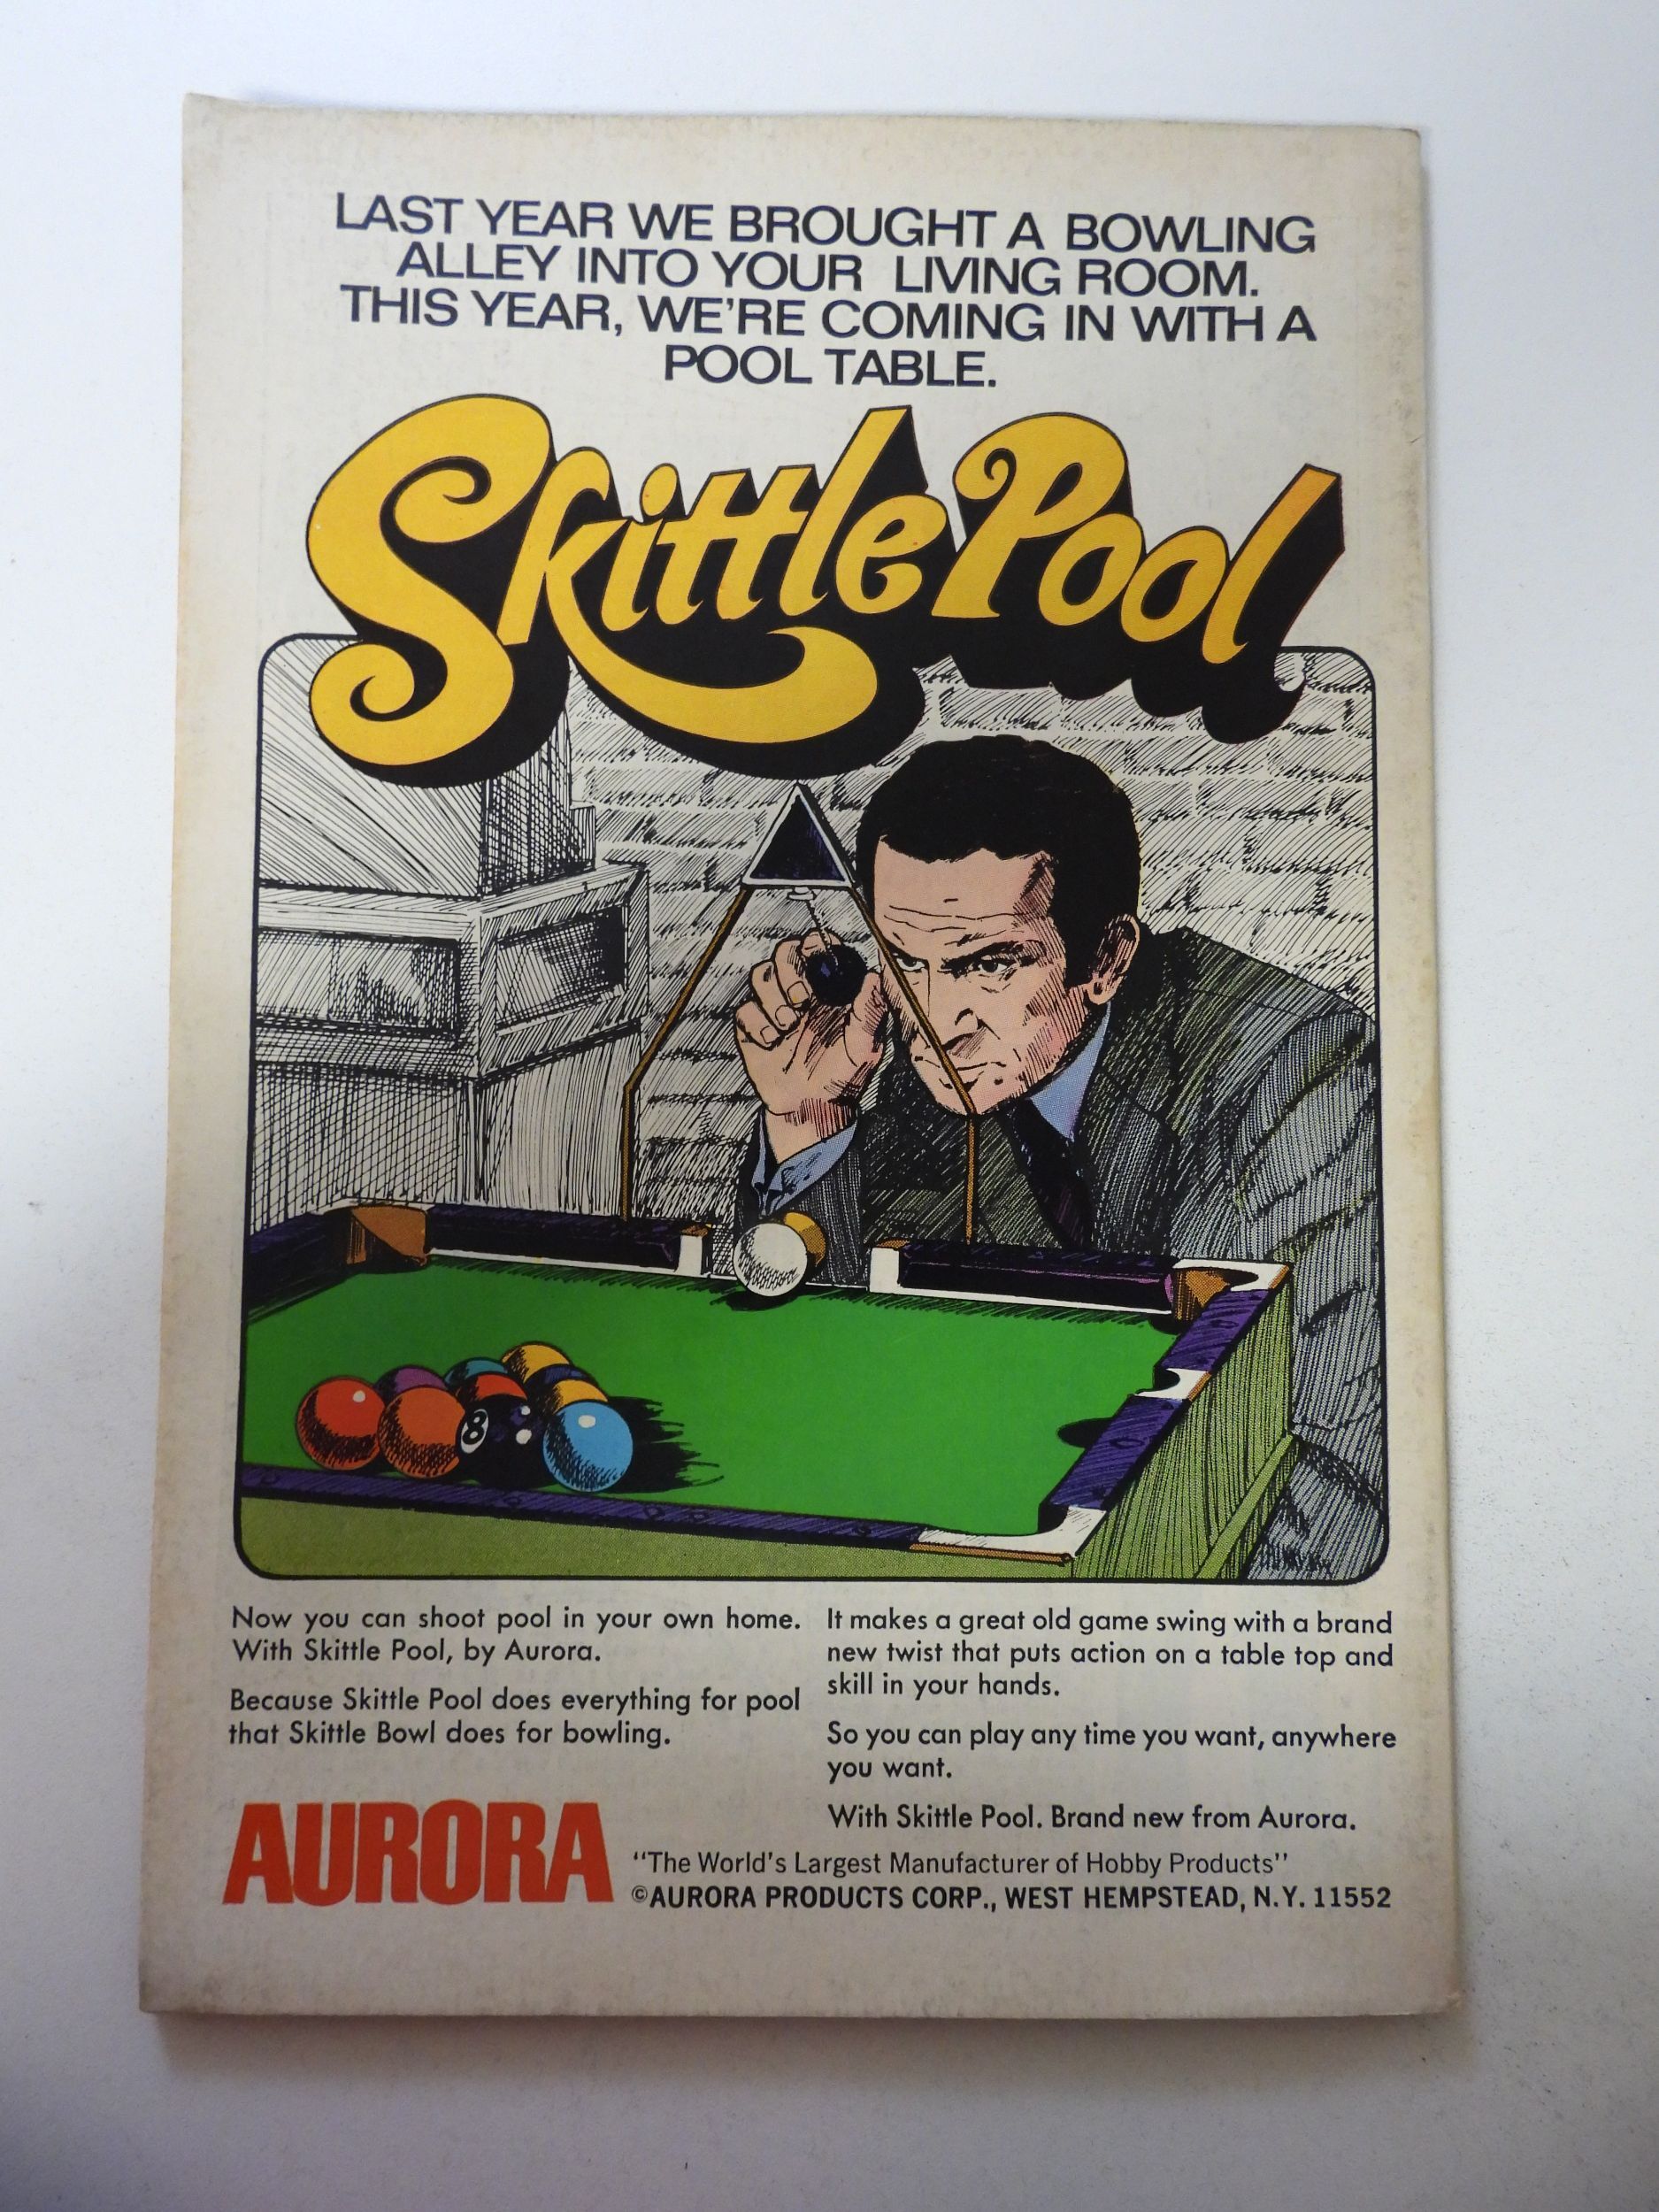 LAST YEAR WE BROUGHT A BOWLING
ALLEY INTO YOUR LIVING ROOM.
THIS YEAR, WE'RE COMING IN WITH A
POOL TABLE.
Skittle Pool
8
Now you can shoot pool in your own home.
With Skittle Pool, by Aurora.
Because Skittle Pool does everything for pool
that Skittle Bowl does for bowling.
It makes a great old game swing with a brand
new twist that puts action on a table top and
skill in your hands.
So you can play any time you want, anywhere
you want.
With Skittle Pool. Brand new from Aurora.
AURORA
"The World's Largest Manufacturer of Hobby Products"
©AURORA PRODUCTS CORP., WEST HEMPSTEAD, N.Y. 11552